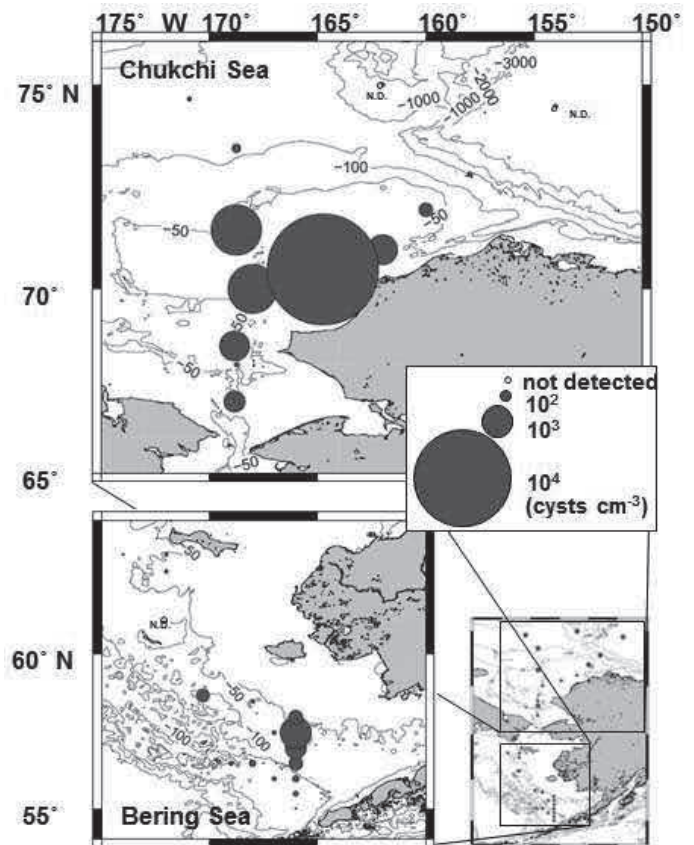 175° W 170° 165° 160° 155° 150°
Chukchi Sea
75° N
N.D.
-3000
-2000
-1000
-1000
N.D.
-100
-50
-50
70°
-50
-50
-50
65°
not detected
10²
10³
10⁴
(cysts cm⁻³)
-50
N.D.
60° N
-50
-100
-100
55°
Bering Sea